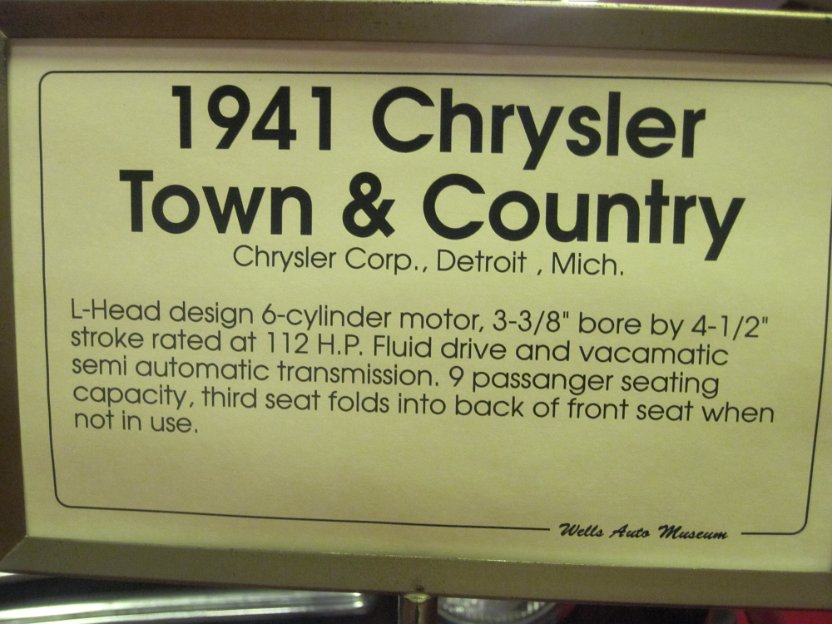 1941 Chrysler
Town & Country
Chrysler Corp., Detroit , Mich.
L-Head design 6-cylinder motor, 3-3/8" bore by 4-1/2"
stroke rated at 112 H.P. Fluid drive and vacamatic
semi automatic transmission. 9 passanger seating
capacity, third seat folds into back of front seat when
not in use.
Wells Auto Museum